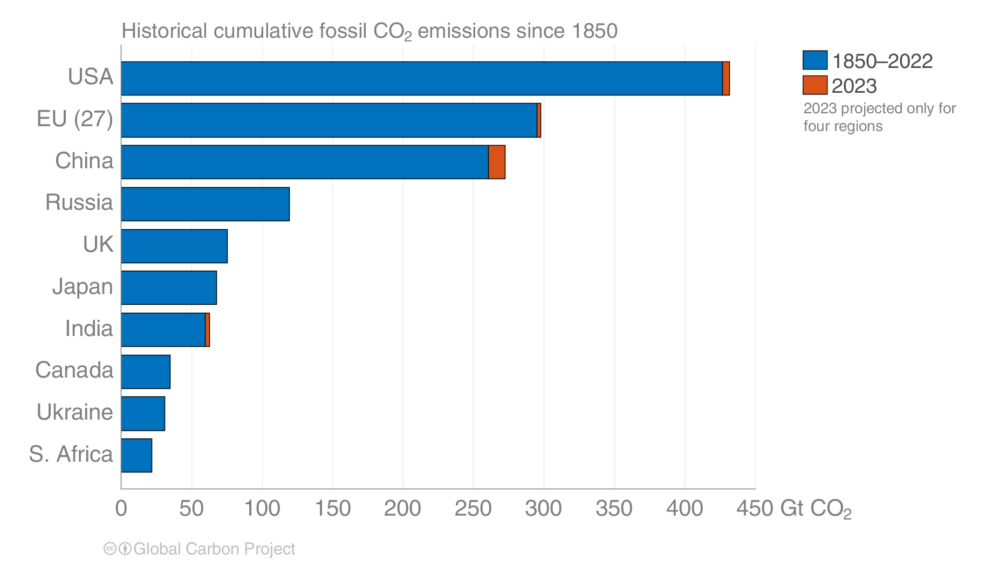 Historical cumulative fossil CO₂ emissions since 1850
USA
EU (27)
China
Russia
UK
Japan
India
Canada
Ukraine
S. Africa
0 50 100 150 200 250 300 350 400 450 Gt CO₂
1850–2022
2023
2023 projected only for
four regions
cc Global Carbon Project